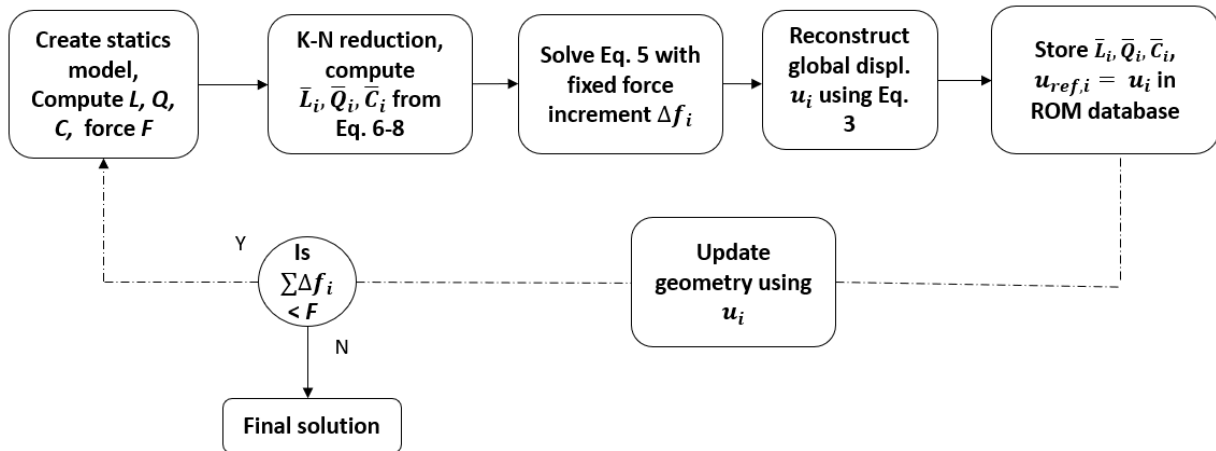 Create statics
model,
Compute L, Q,
C, force F
K-N reduction,
compute
L̄ᵢ, Q̄ᵢ, C̄ᵢ from
Eq. 6-8
Solve Eq. 5 with
fixed force
increment Δfᵢ
Reconstruct
global displ.
uᵢ using Eq.
3
Store L̄ᵢ, Q̄ᵢ, C̄ᵢ,
u_ref,i = uᵢ in
ROM database
Update
geometry using
uᵢ
Y
Is
∑Δfᵢ
< F
N
Final solution